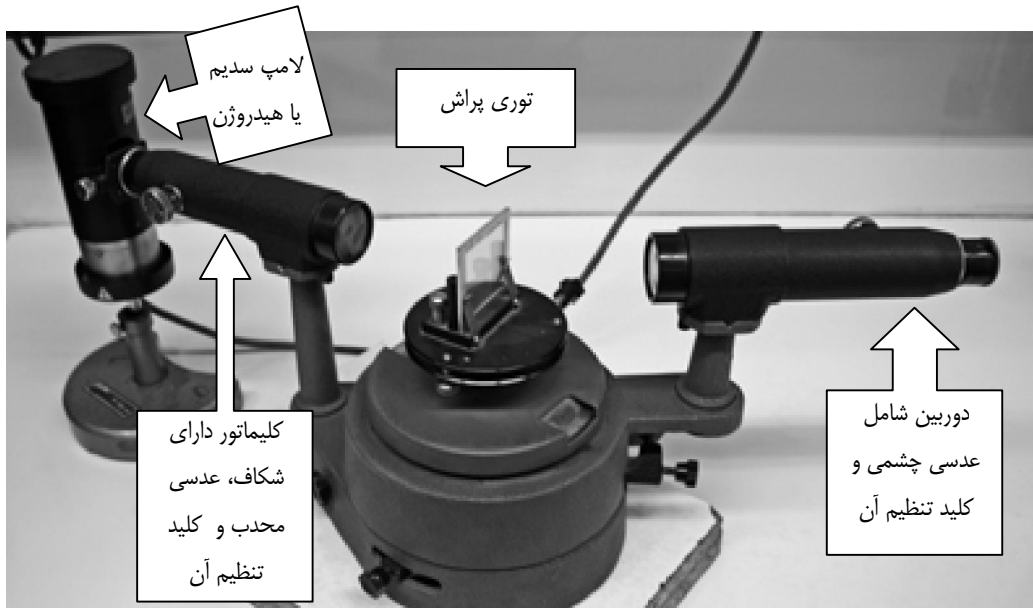 لامپ سدیم
یا هیدروژن
توری پراش
کلیماتور دارای
شکاف، عدسی
محدب و کلید
تنظیم آن
دوربین شامل
عدسی چشمی و
کلید تنظیم آن